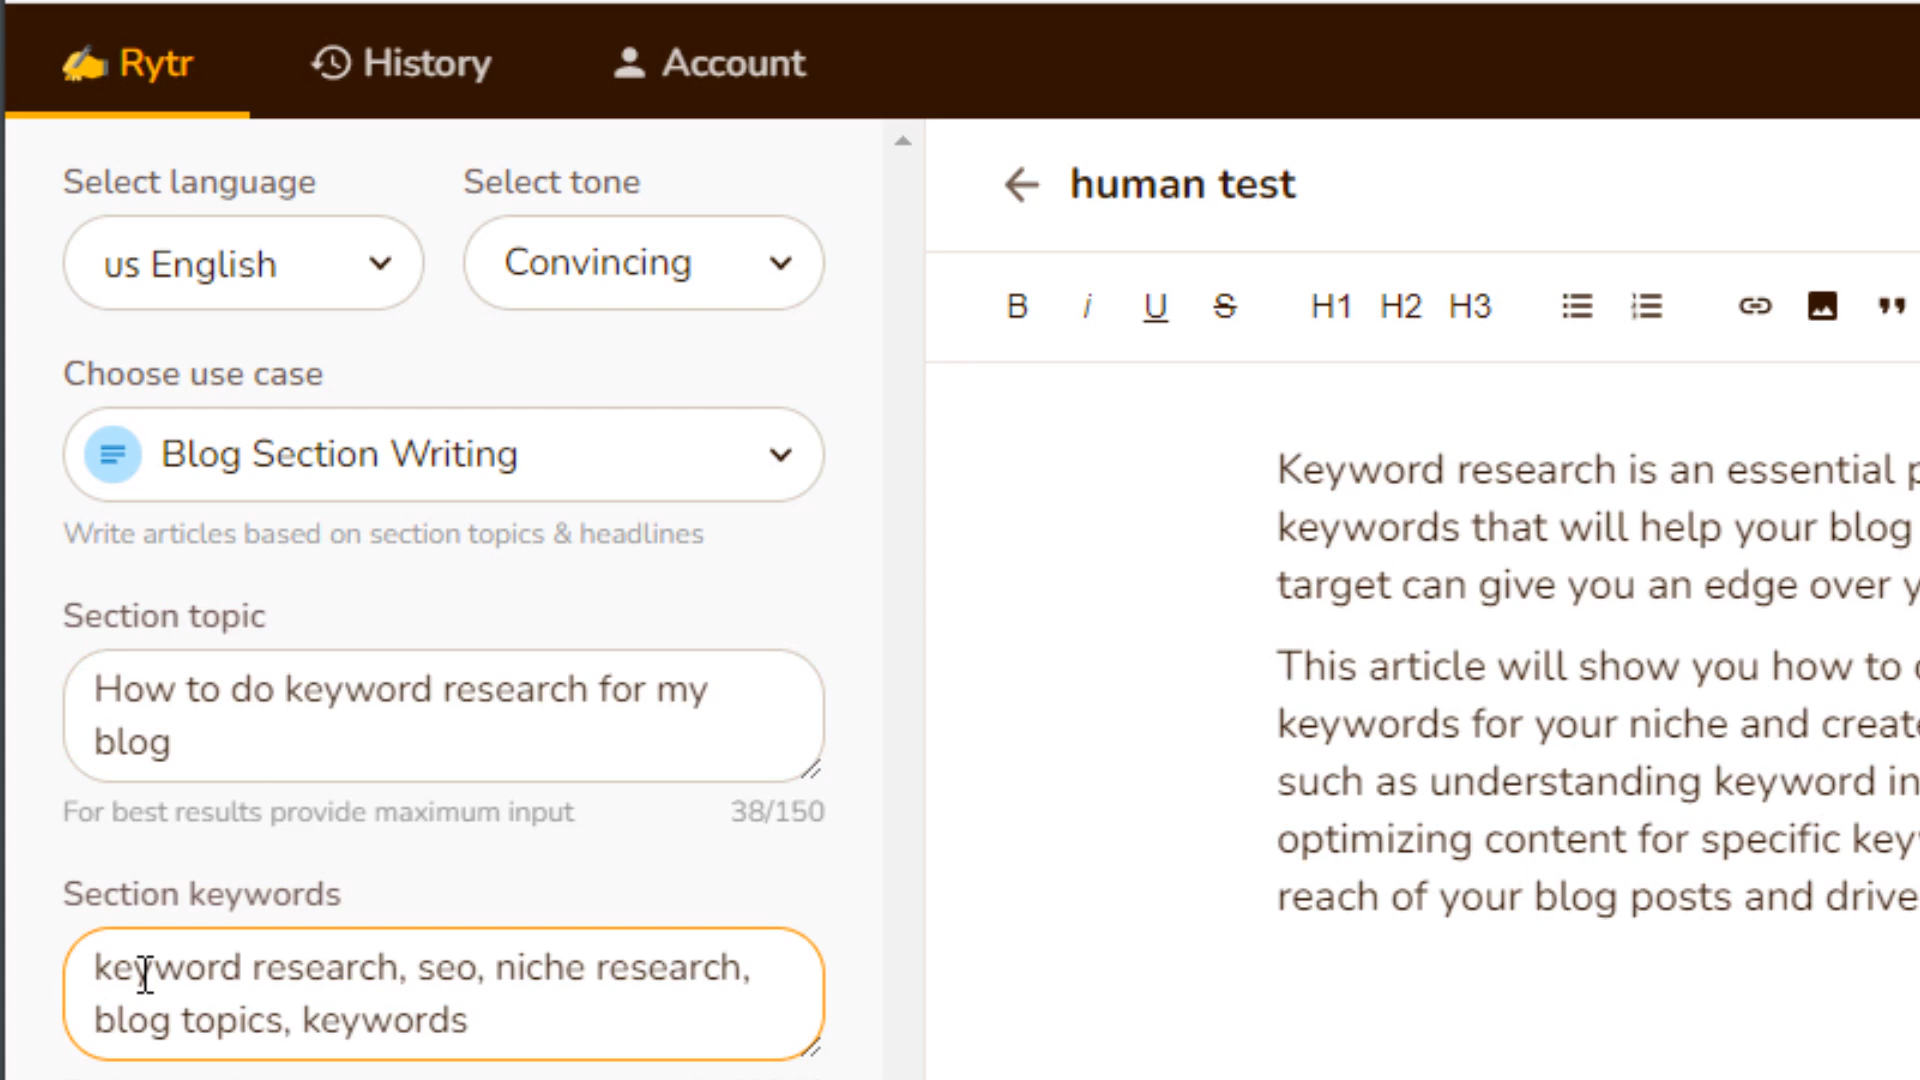 Rytr History Account
Select language Select tone
us English Convincing
Choose use case
Blog Section Writing
Write articles based on section topics & headlines
Section topic
How to do keyword research for my
blog
For best results provide maximum input 38/150
Section keywords
keyword research, seo, niche research,
blog topics, keywords
human test
B i U S H1 H2 H3
Keyword research is an essential
keywords that will help your blog
target can give you an edge over
This article will show you how to
keywords for your niche and create
such as understanding keyword
optimizing content for specific
reach of your blog posts and drive